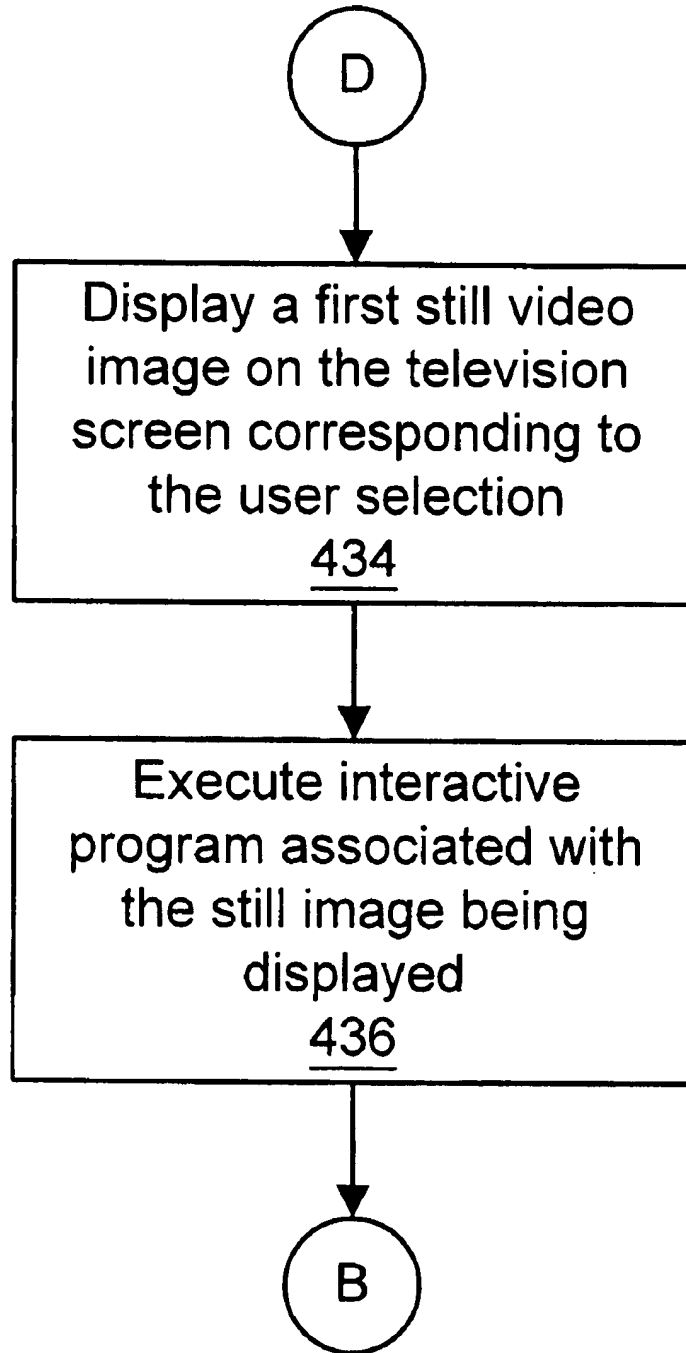 D
Display a first still video
image on the television
screen corresponding to
the user selection
434
Execute interactive
program associated with
the still image being
displayed
436
B